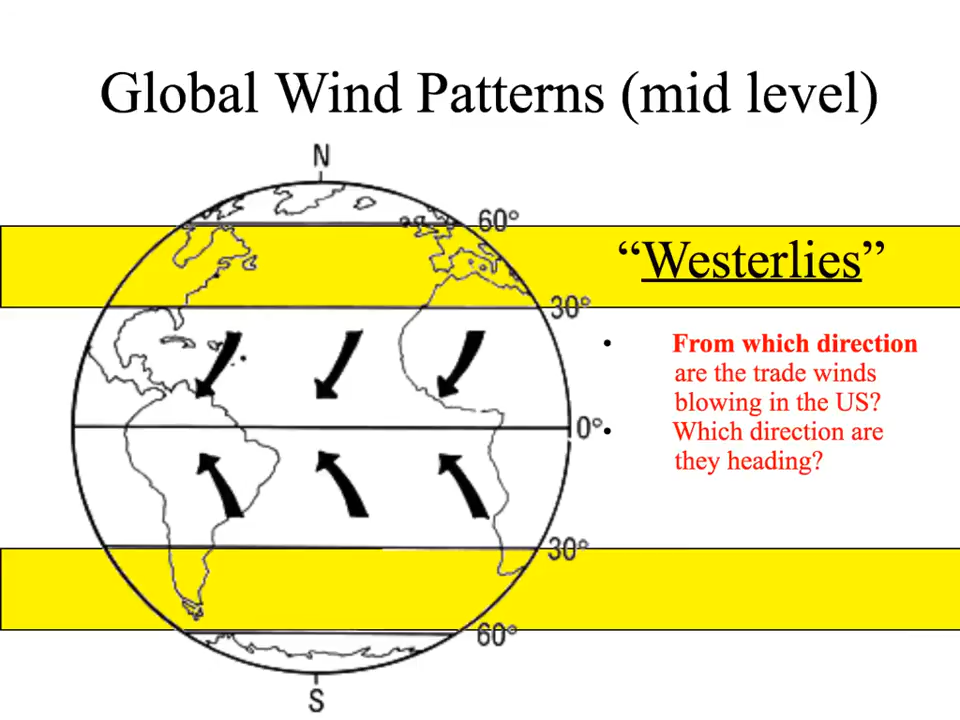 Global Wind Patterns (mid level)
N
60°
“Westerlies”
30°
• From which direction
are the trade winds
blowing in the US?
0°
• Which direction are
they heading?
30°
60°
S